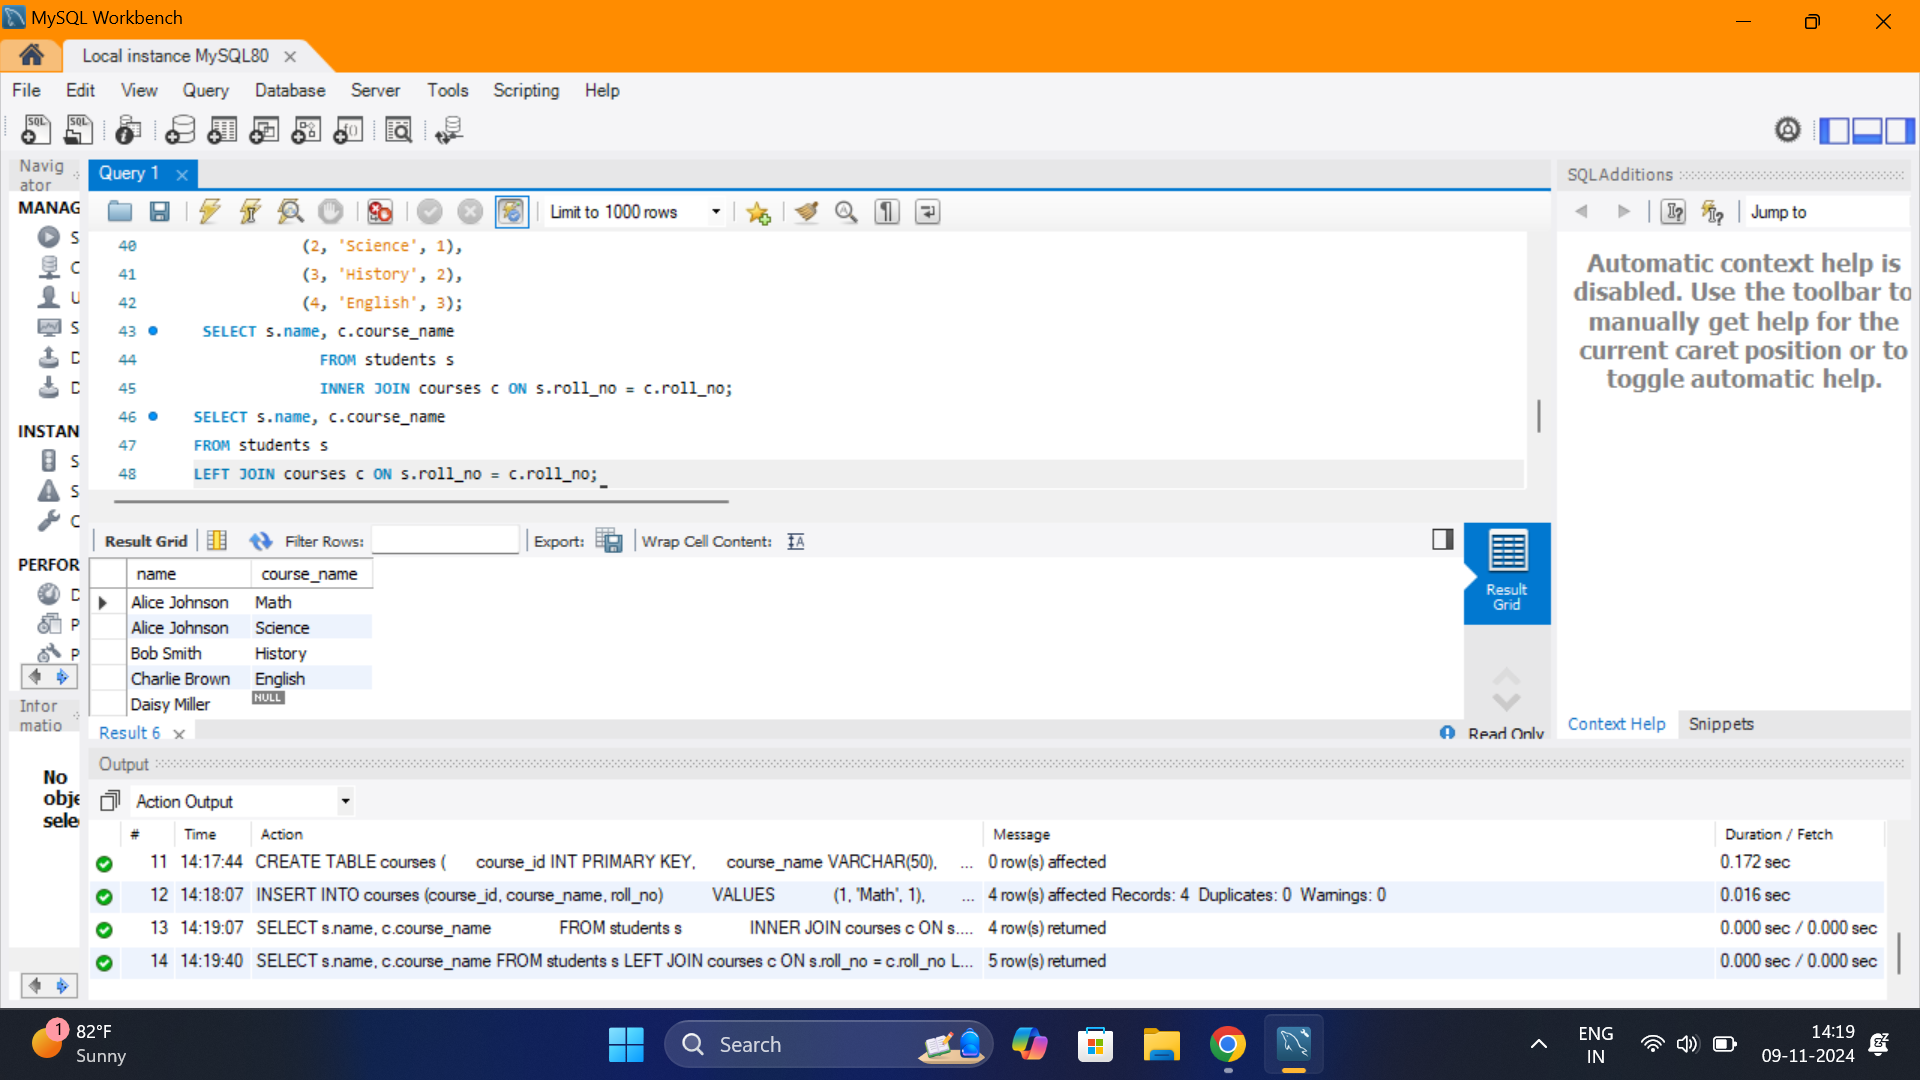 MySQL Workbench
Local instance MySQL80
File Edit View Query Database Server Tools Scripting Help
Navig
ator
MANAG
S
C
U
S
D
D
INSTAN
S
S
C
PERFOR
D
P
P
Infor
matio
No
obje
sele
Query 1
Limit to 1000 rows
40 (2, 'Science', 1),
41 (3, 'History', 2),
42 (4, 'English', 3);
43 SELECT s.name, c.course_name
44 FROM students s
45 INNER JOIN courses c ON s.roll_no = c.roll_no;
46 SELECT s.name, c.course_name
47 FROM students s
48 LEFT JOIN courses c ON s.roll_no = c.roll_no;
Result Grid Filter Rows: Export: Wrap Cell Content:
name course_name
Alice Johnson Math
Alice Johnson Science
Bob Smith History
Charlie Brown English
Daisy Miller NULL
Result
Grid
Result 6
Read Only
SQLAdditions
Jump to
Automatic context help is
disabled. Use the toolbar to
manually get help for the
current caret position or to
toggle automatic help.
Context Help Snippets
Output
Action Output
# Time Action Message Duration / Fetch
11 14:17:44 CREATE TABLE courses ( course_id INT PRIMARY KEY, course_name VARCHAR(50), ... 0 row(s) affected 0.172 sec
12 14:18:07 INSERT INTO courses (course_id, course_name, roll_no) VALUES (1, 'Math', 1), ... 4 row(s) affected Records: 4 Duplicates: 0 Warnings: 0 0.016 sec
13 14:19:07 SELECT s.name, c.course_name FROM students s INNER JOIN courses c ON s.... 4 row(s) returned 0.000 sec / 0.000 sec
14 14:19:40 SELECT s.name, c.course_name FROM students s LEFT JOIN courses c ON s.roll_no = c.roll_no L... 5 row(s) returned 0.000 sec / 0.000 sec
1
82°F
Sunny
Search
ENG
IN
14:19
09-11-2024